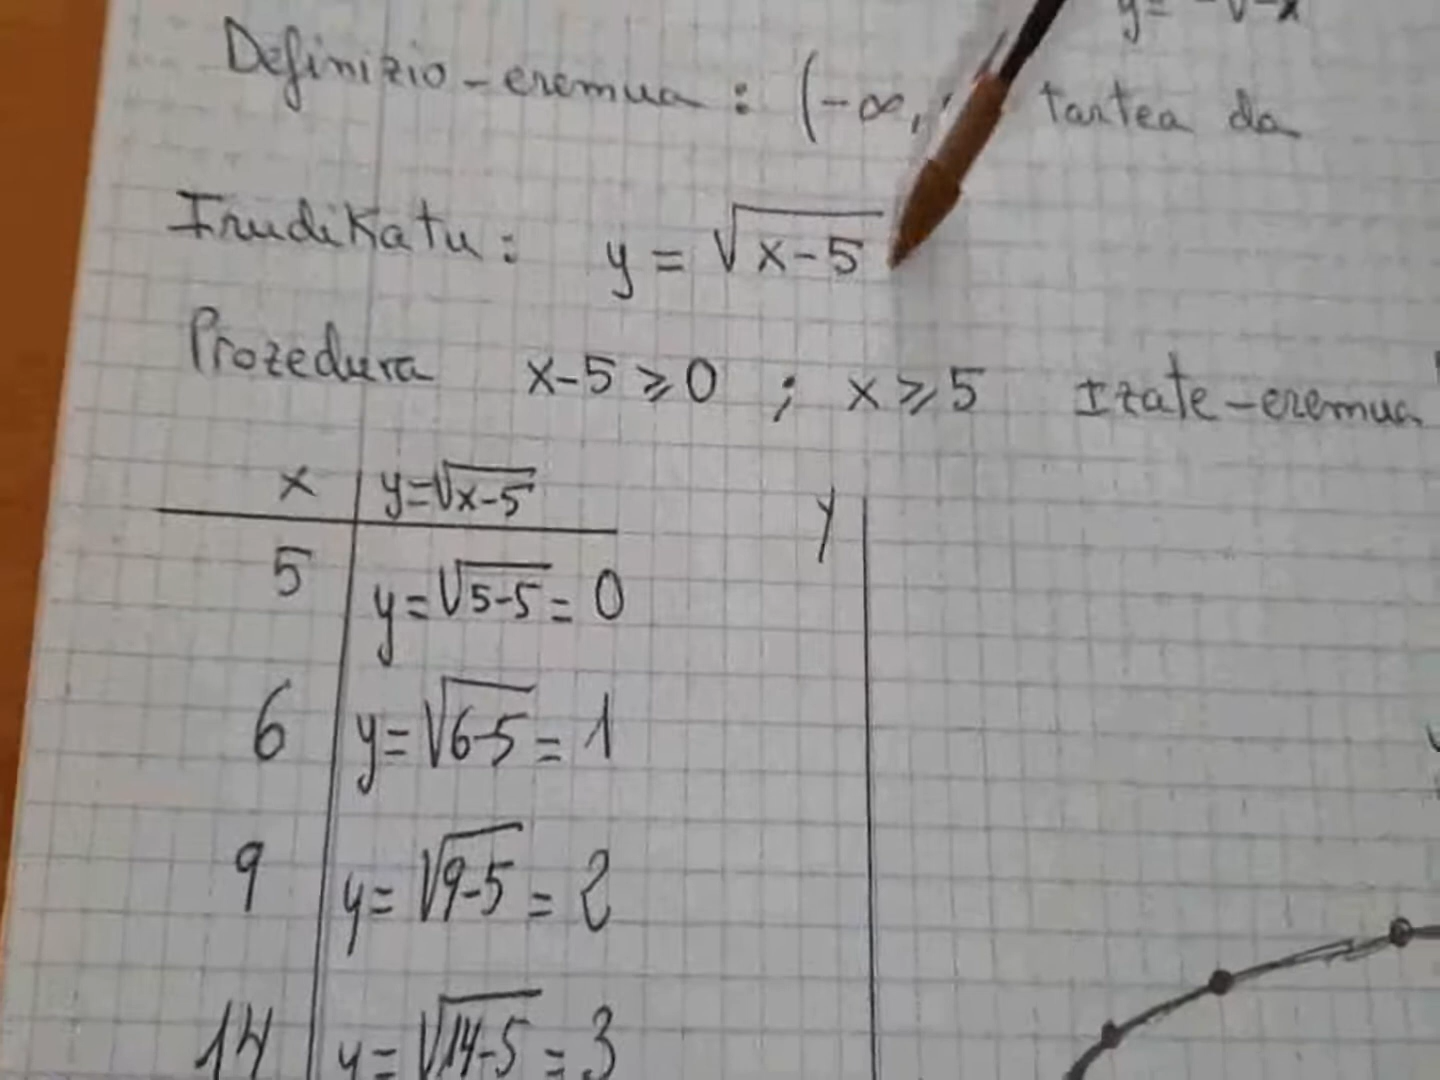 y = -√-x
Definizio-eremua : (-∞, tartea da
Irudikatu : y = √x-5
Prozedura x-5 ≥ 0 ; x ≥ 5 Izate-eremua
x y=√x-5 y
5 y=√5-5 = 0
6 y=√6-5 = 1
9 y=√9-5 = 2
14 y=√14-5 = 3